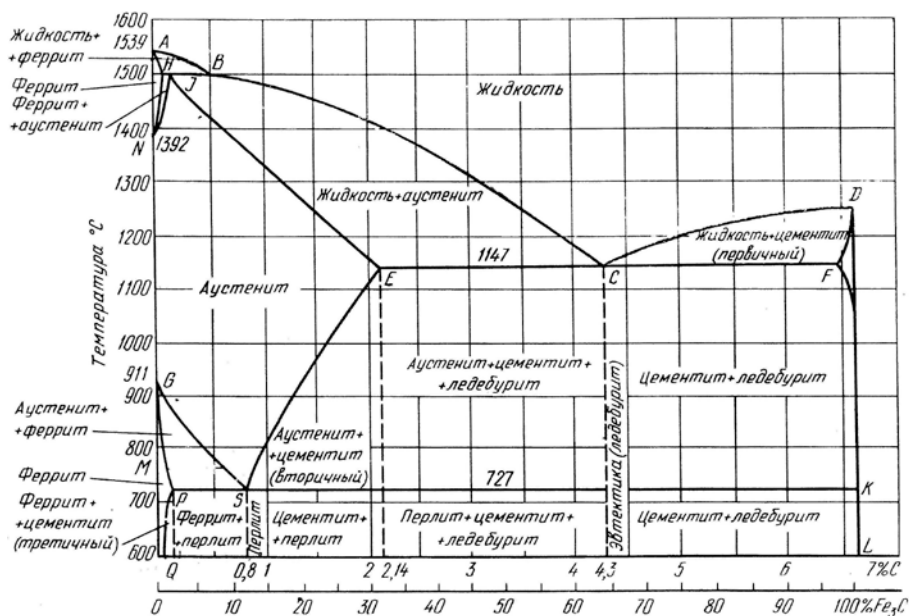 1600
1539
1500
1400
1392
1300
1200
1100
1000
911
900
800
700
600
Температура °С
Жидкость+
+феррит
Феррит
Феррит+
+аустенит
N
A
H
J
B
Жидкость
Жидкость+аустенит
D
Жидкость+цементит
(первичный)
1147
E
C
F
Аустенит
G
Аустенит+
+феррит
M
Феррит
Феррит+
+цементит
(третичный)
Аустенит+цементит+
+ледебурит
Цементит+ледебурит
Эвтектика (ледебурит)
Аустенит+
+цементит
(вторичный)
727
P
S
K
Феррит+
+перлит
Перлит
Цементит+
+перлит
Перлит+цементит+
+ледебурит
Цементит+ледебурит
L
Q 0,8 1 2 2,14 3 4 4,3 5 6 7%C
0 10 20 30 40 50 60 70 80 90 100 %Fe₃C